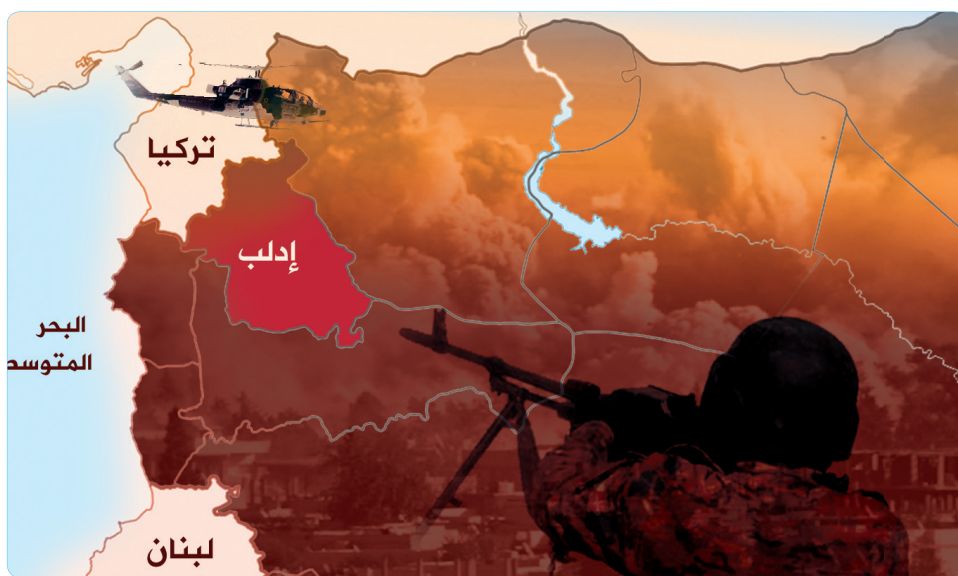 تركيا
إدلب
البحر
المتوسط
لبنان